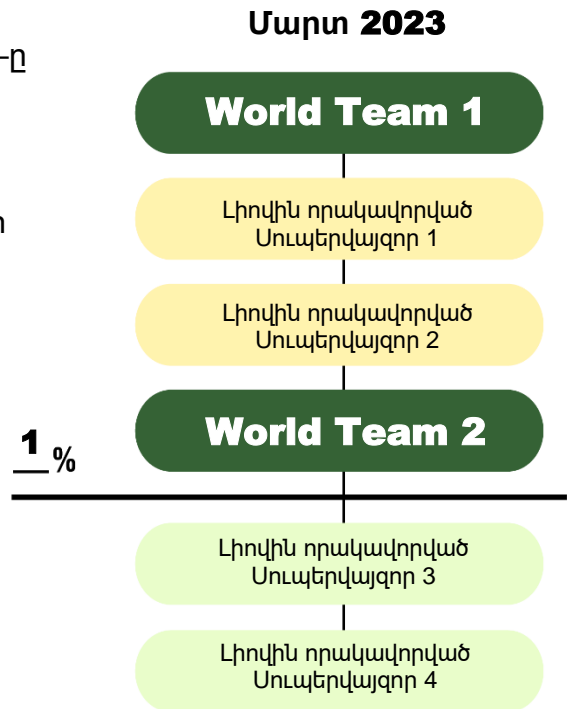 Մարտ 2023
-ը
World Team 1
Լիովին որակավորված
Սուպերվայզոր 1
Լիովին որակավորված
Սուպերվայզոր 2
World Team 2
1 %
Լիովին որակավորված
Սուպերվայզոր 3
Լիովին որակավորված
Սուպերվայզոր 4